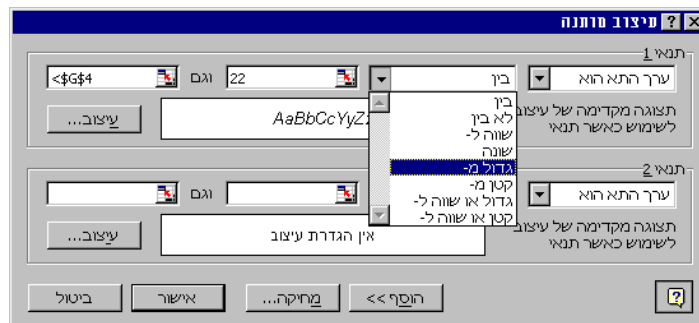 עיצוב מותנה
תנאי 1
ערך התא הוא
בין
22
וגם
<$G$4
בין
לא בין
שווה ל-
שונה
גדול מ-
קטן מ-
גדול או שווה ל-
קטן או שווה ל-
תצוגה מקדימה של עיצוב
לשימוש כאשר תנאי
AaBbCcYyZ
עיצוב...
תנאי 2
ערך התא הוא
וגם
תצוגה מקדימה של עיצוב
לשימוש כאשר תנאי
אין הגדרת עיצוב
עיצוב...
הוסף >>
מחיקה...
אישור
ביטול